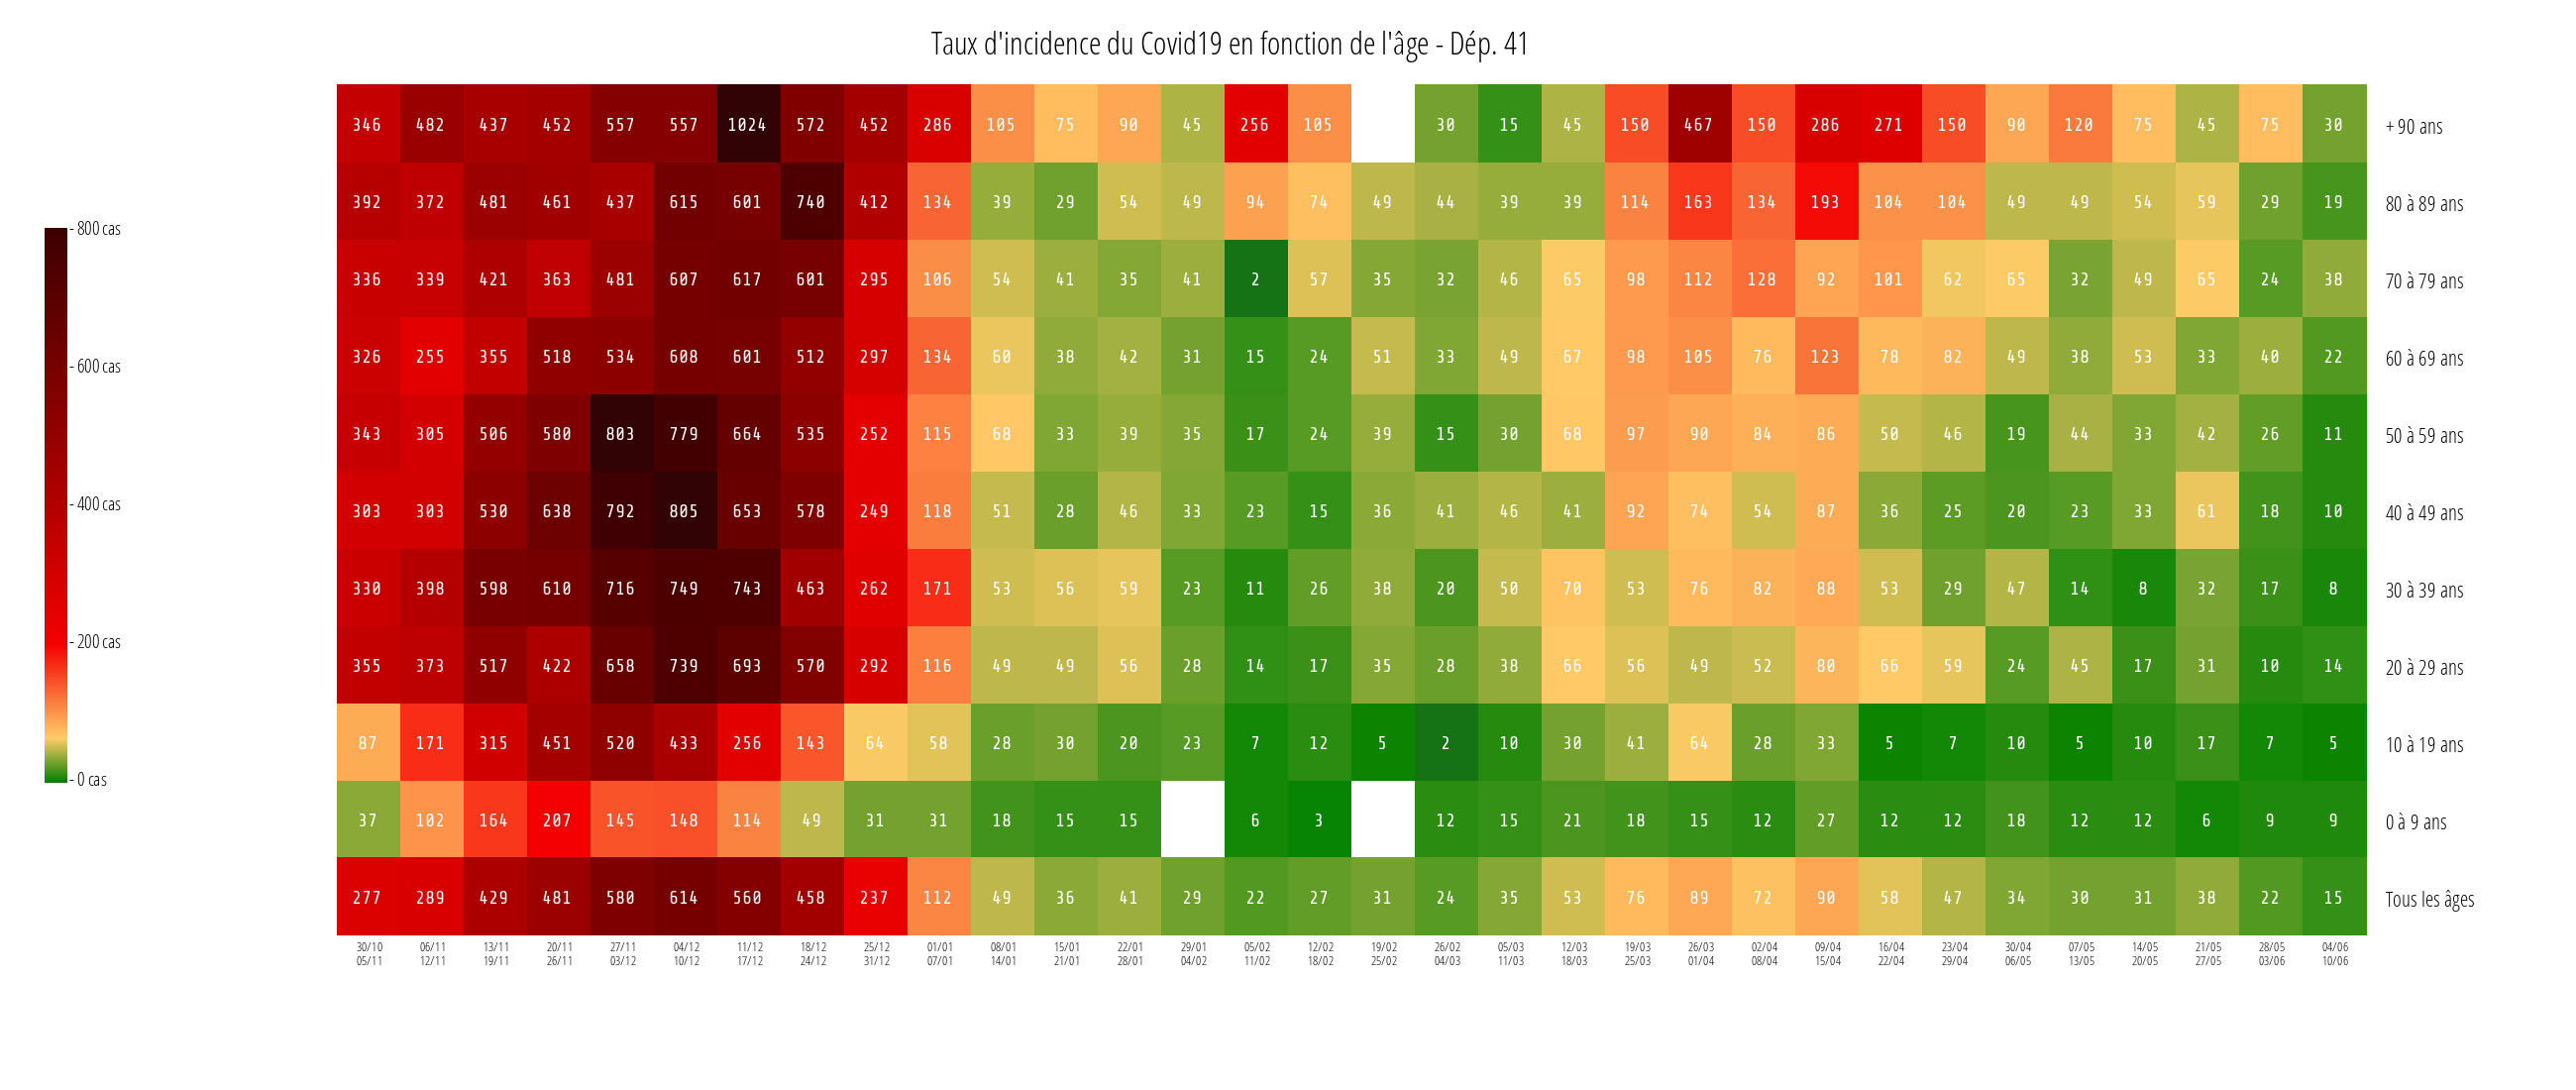 Taux d'incidence du Covid19 en fonction de l'âge - Dép. 41
- 800 cas
- 600 cas
- 400 cas
- 200 cas
- 0 cas
346 482 437 452 557 557 1024 572 452 286 105 75 90 45 256 105 30 15 45 150 467 150 286 271 150 90 120 75 45 75 30 + 90 ans
392 372 481 461 437 615 601 740 412 134 39 29 54 49 94 74 49 44 39 39 114 163 134 193 104 104 49 49 54 59 29 19 80 à 89 ans
336 339 421 363 481 607 617 601 295 106 54 41 35 41 2 57 35 32 46 65 98 112 128 92 101 62 65 32 49 65 24 38 70 à 79 ans
326 255 355 518 534 608 601 512 297 134 60 38 42 31 15 24 51 33 49 67 98 105 76 123 78 82 49 38 53 33 40 22 60 à 69 ans
343 305 506 580 803 779 664 535 252 115 68 33 39 35 17 24 39 15 30 68 97 90 84 86 50 46 19 44 33 42 26 11 50 à 59 ans
303 303 530 638 792 805 653 578 249 118 51 28 46 33 23 15 36 41 46 41 92 74 54 87 36 25 20 23 33 61 18 10 40 à 49 ans
330 398 598 610 716 749 743 463 262 171 53 56 59 23 11 26 38 20 50 70 53 76 82 88 53 29 47 14 8 32 17 8 30 à 39 ans
355 373 517 422 658 739 693 570 292 116 49 49 56 28 14 17 35 28 38 66 56 49 52 80 66 59 24 45 17 31 10 14 20 à 29 ans
87 171 315 451 520 433 256 143 64 58 28 30 20 23 7 12 5 2 10 30 41 64 28 33 5 7 10 5 10 17 7 5 10 à 19 ans
37 102 164 207 145 148 114 49 31 31 18 15 15 6 3 12 15 21 18 15 12 27 12 12 18 12 12 6 9 9 0 à 9 ans
277 289 429 481 580 614 560 458 237 112 49 36 41 29 22 27 31 24 35 53 76 89 72 90 58 47 34 30 31 38 22 15 Tous les âges
30/10 06/11 13/11 20/11 27/11 04/12 11/12 18/12 25/12 01/01 08/01 15/01 22/01 29/01 05/02 12/02 19/02 26/02 05/03 12/03 19/03 26/03 02/04 09/04 16/04 23/04 30/04 07/05 14/05 21/05 28/05 04/06
05/11 12/11 19/11 26/11 03/12 10/12 17/12 24/12 31/12 07/01 14/01 21/01 28/01 04/02 11/02 18/02 25/02 04/03 11/03 18/03 25/03 01/04 08/04 15/04 22/04 29/04 06/05 13/05 20/05 27/05 03/06 10/06